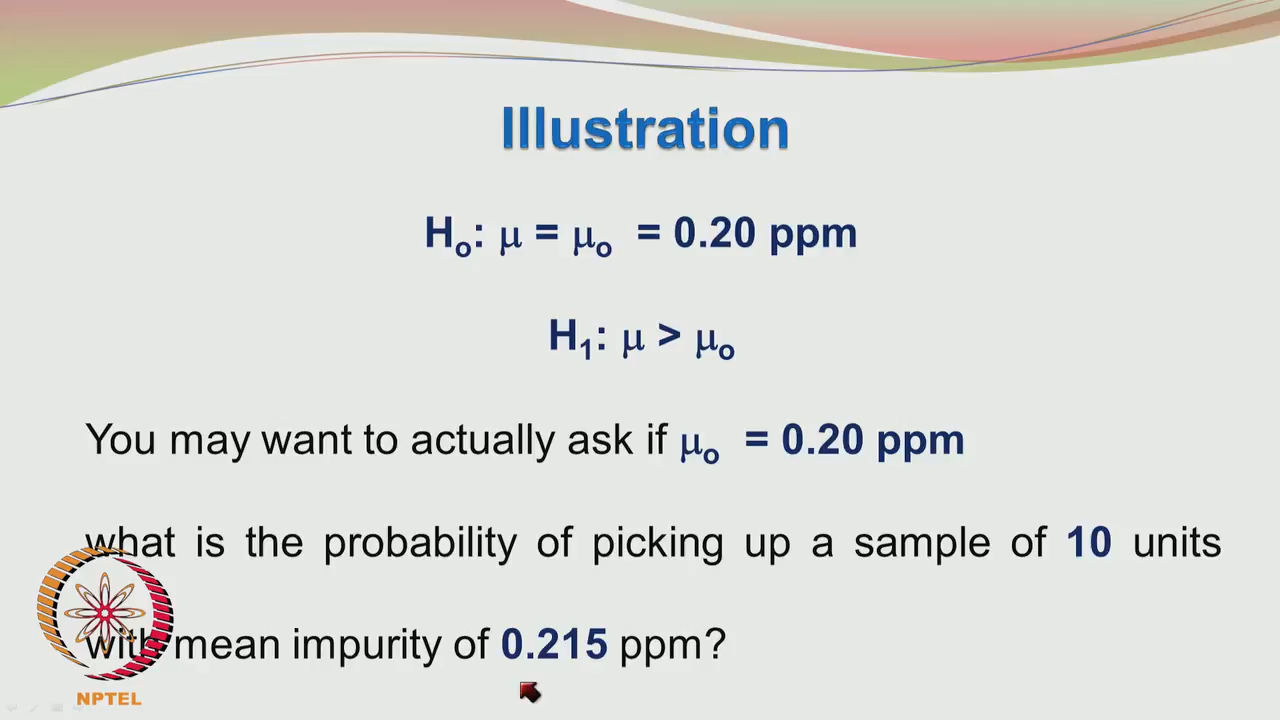 Illustration
Hₒ: μ = μₒ = 0.20 ppm
H₁: μ > μₒ
You may want to actually ask if μₒ = 0.20 ppm
what is the probability of picking up a sample of 10 units
with mean impurity of 0.215 ppm?
NPTEL